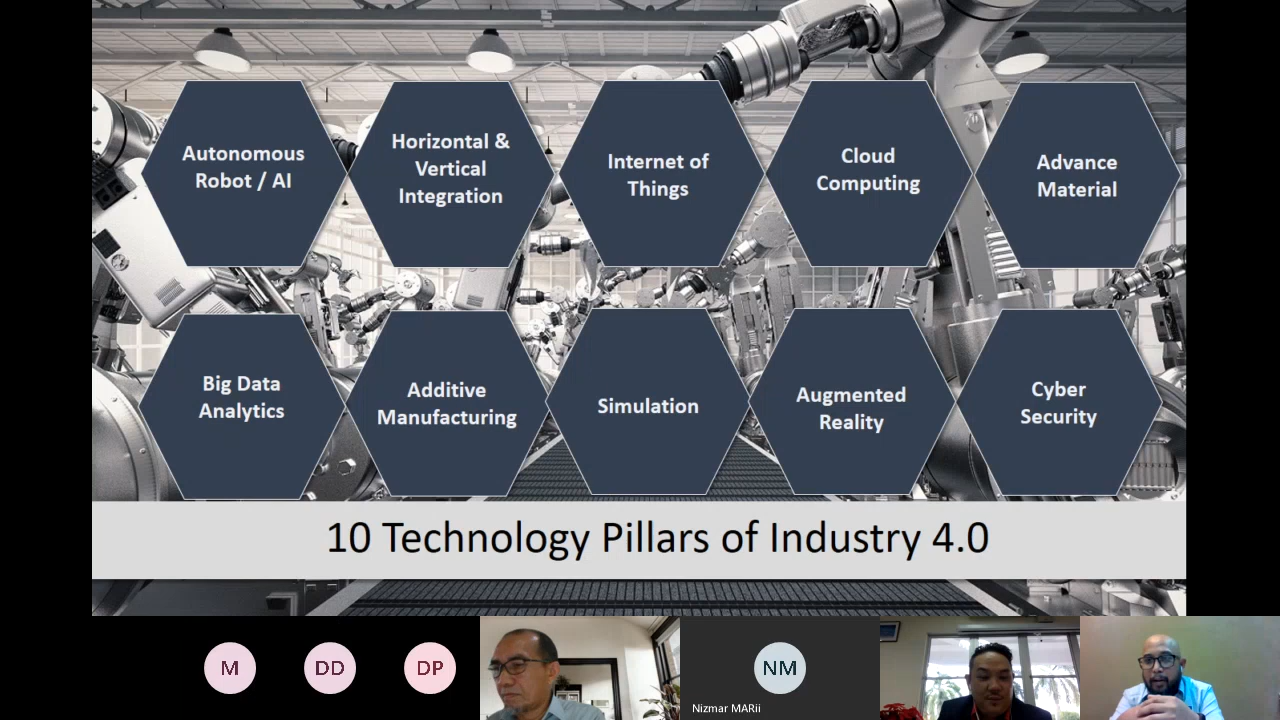 Autonomous
Robot / AI
Horizontal &
Vertical
Integration
Internet of
Things
Cloud
Computing
Advance
Material
Big Data
Analytics
Additive
Manufacturing
Simulation
Augmented
Reality
Cyber
Security
10 Technology Pillars of Industry 4.0
M
DD
DP
NM
Nizmar MARii